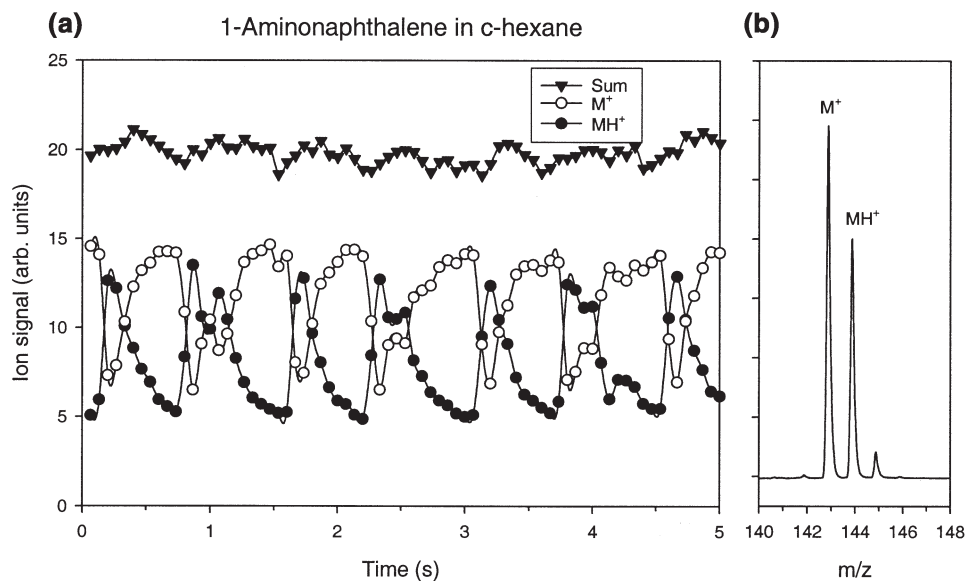 (a)
1-Aminonaphthalene in c-hexane
(b)
25
20
15
10
5
0
Ion signal (arb. units)
Sum
M⁺
MH⁺
M⁺
MH⁺
0 1 2 3 4 5
140 142 144 146 148
Time (s)
m/z